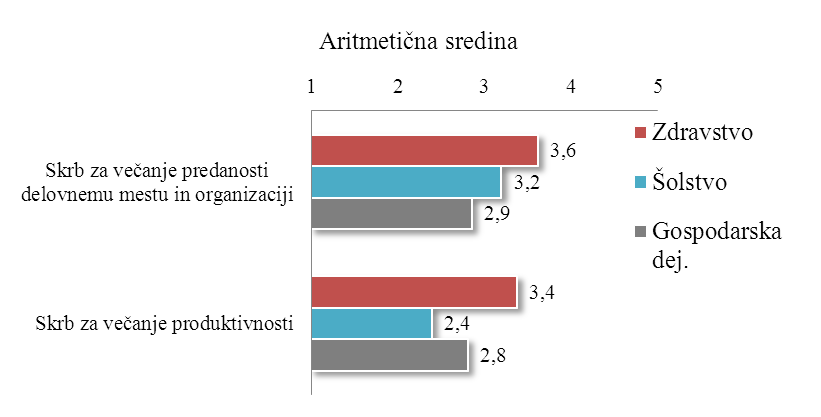 Aritmetična sredina
1 2 3 4 5
Skrb za večanje predanosti
delovnemu mestu in organizaciji
3,6
3,2
2,9
Skrb za večanje produktivnosti
3,4
2,4
2,8
Zdravstvo
Šolstvo
Gospodarska
dej.